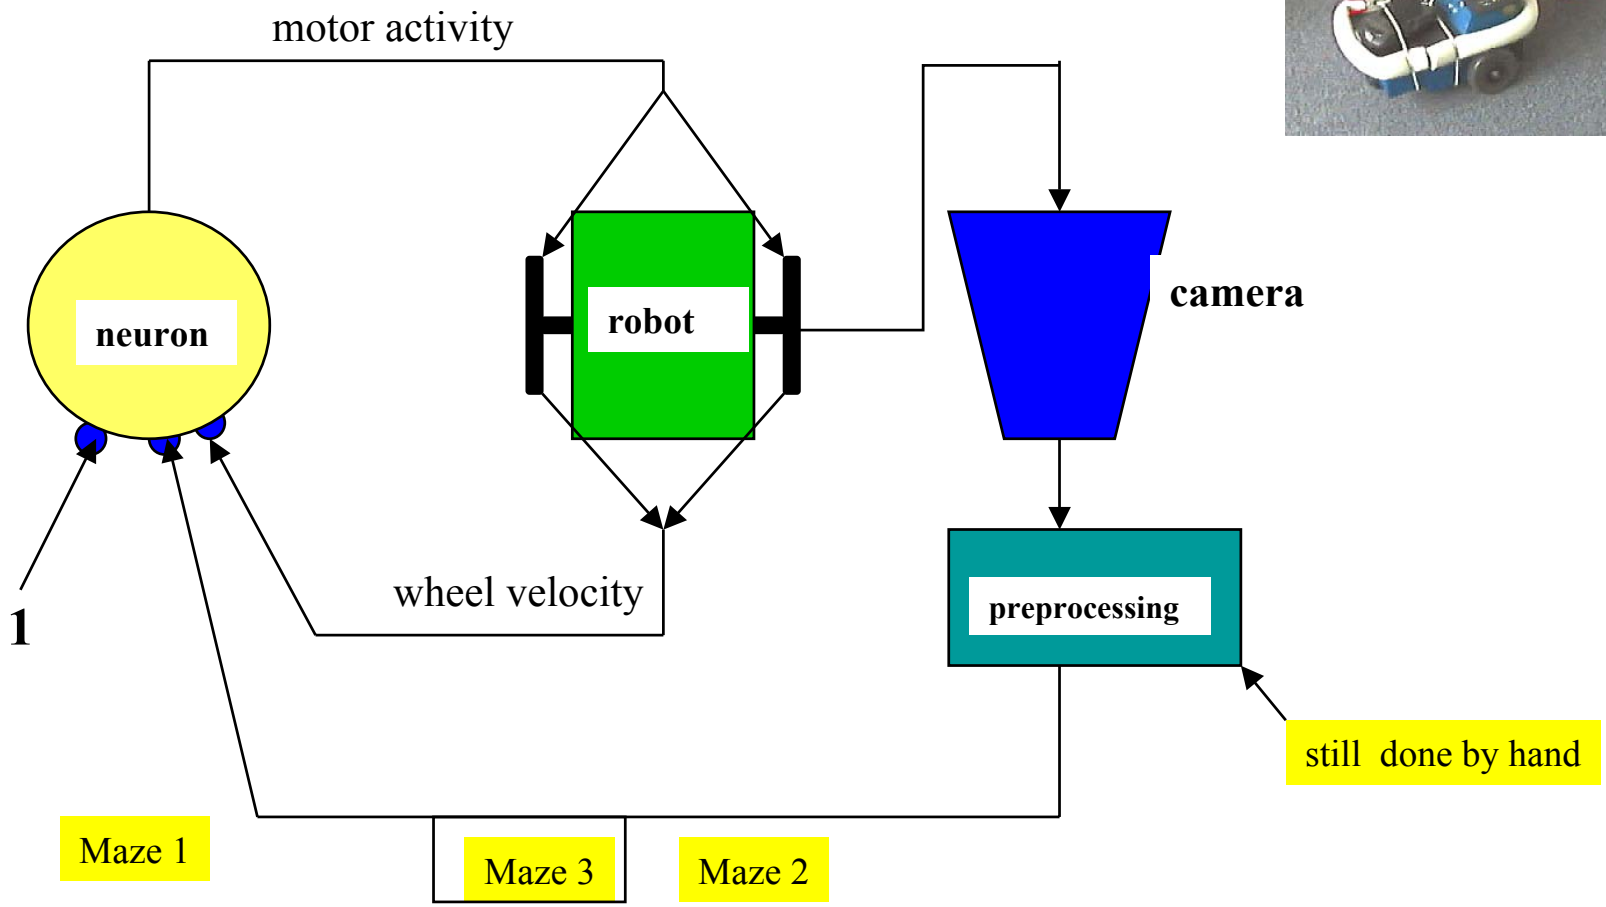 motor activity
camera
robot
neuron
wheel velocity
preprocessing
1
still done by hand
Maze 1
Maze 3
Maze 2